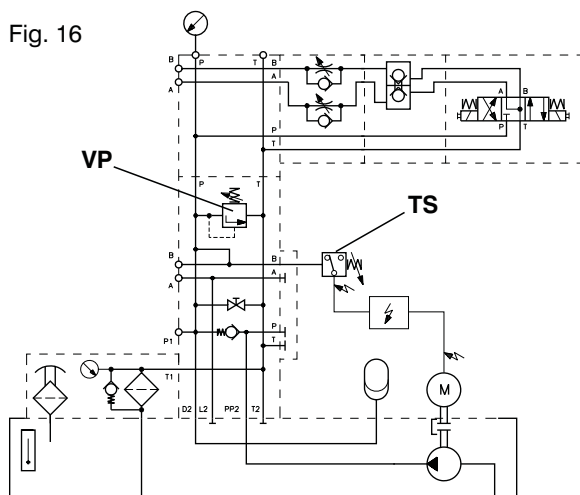 Fig. 16
B P T B
A A
P
T
A B
P T
VP
P T
TS
B B
A A
P
P1 T
T1
D2 L2 PP2 T2
M